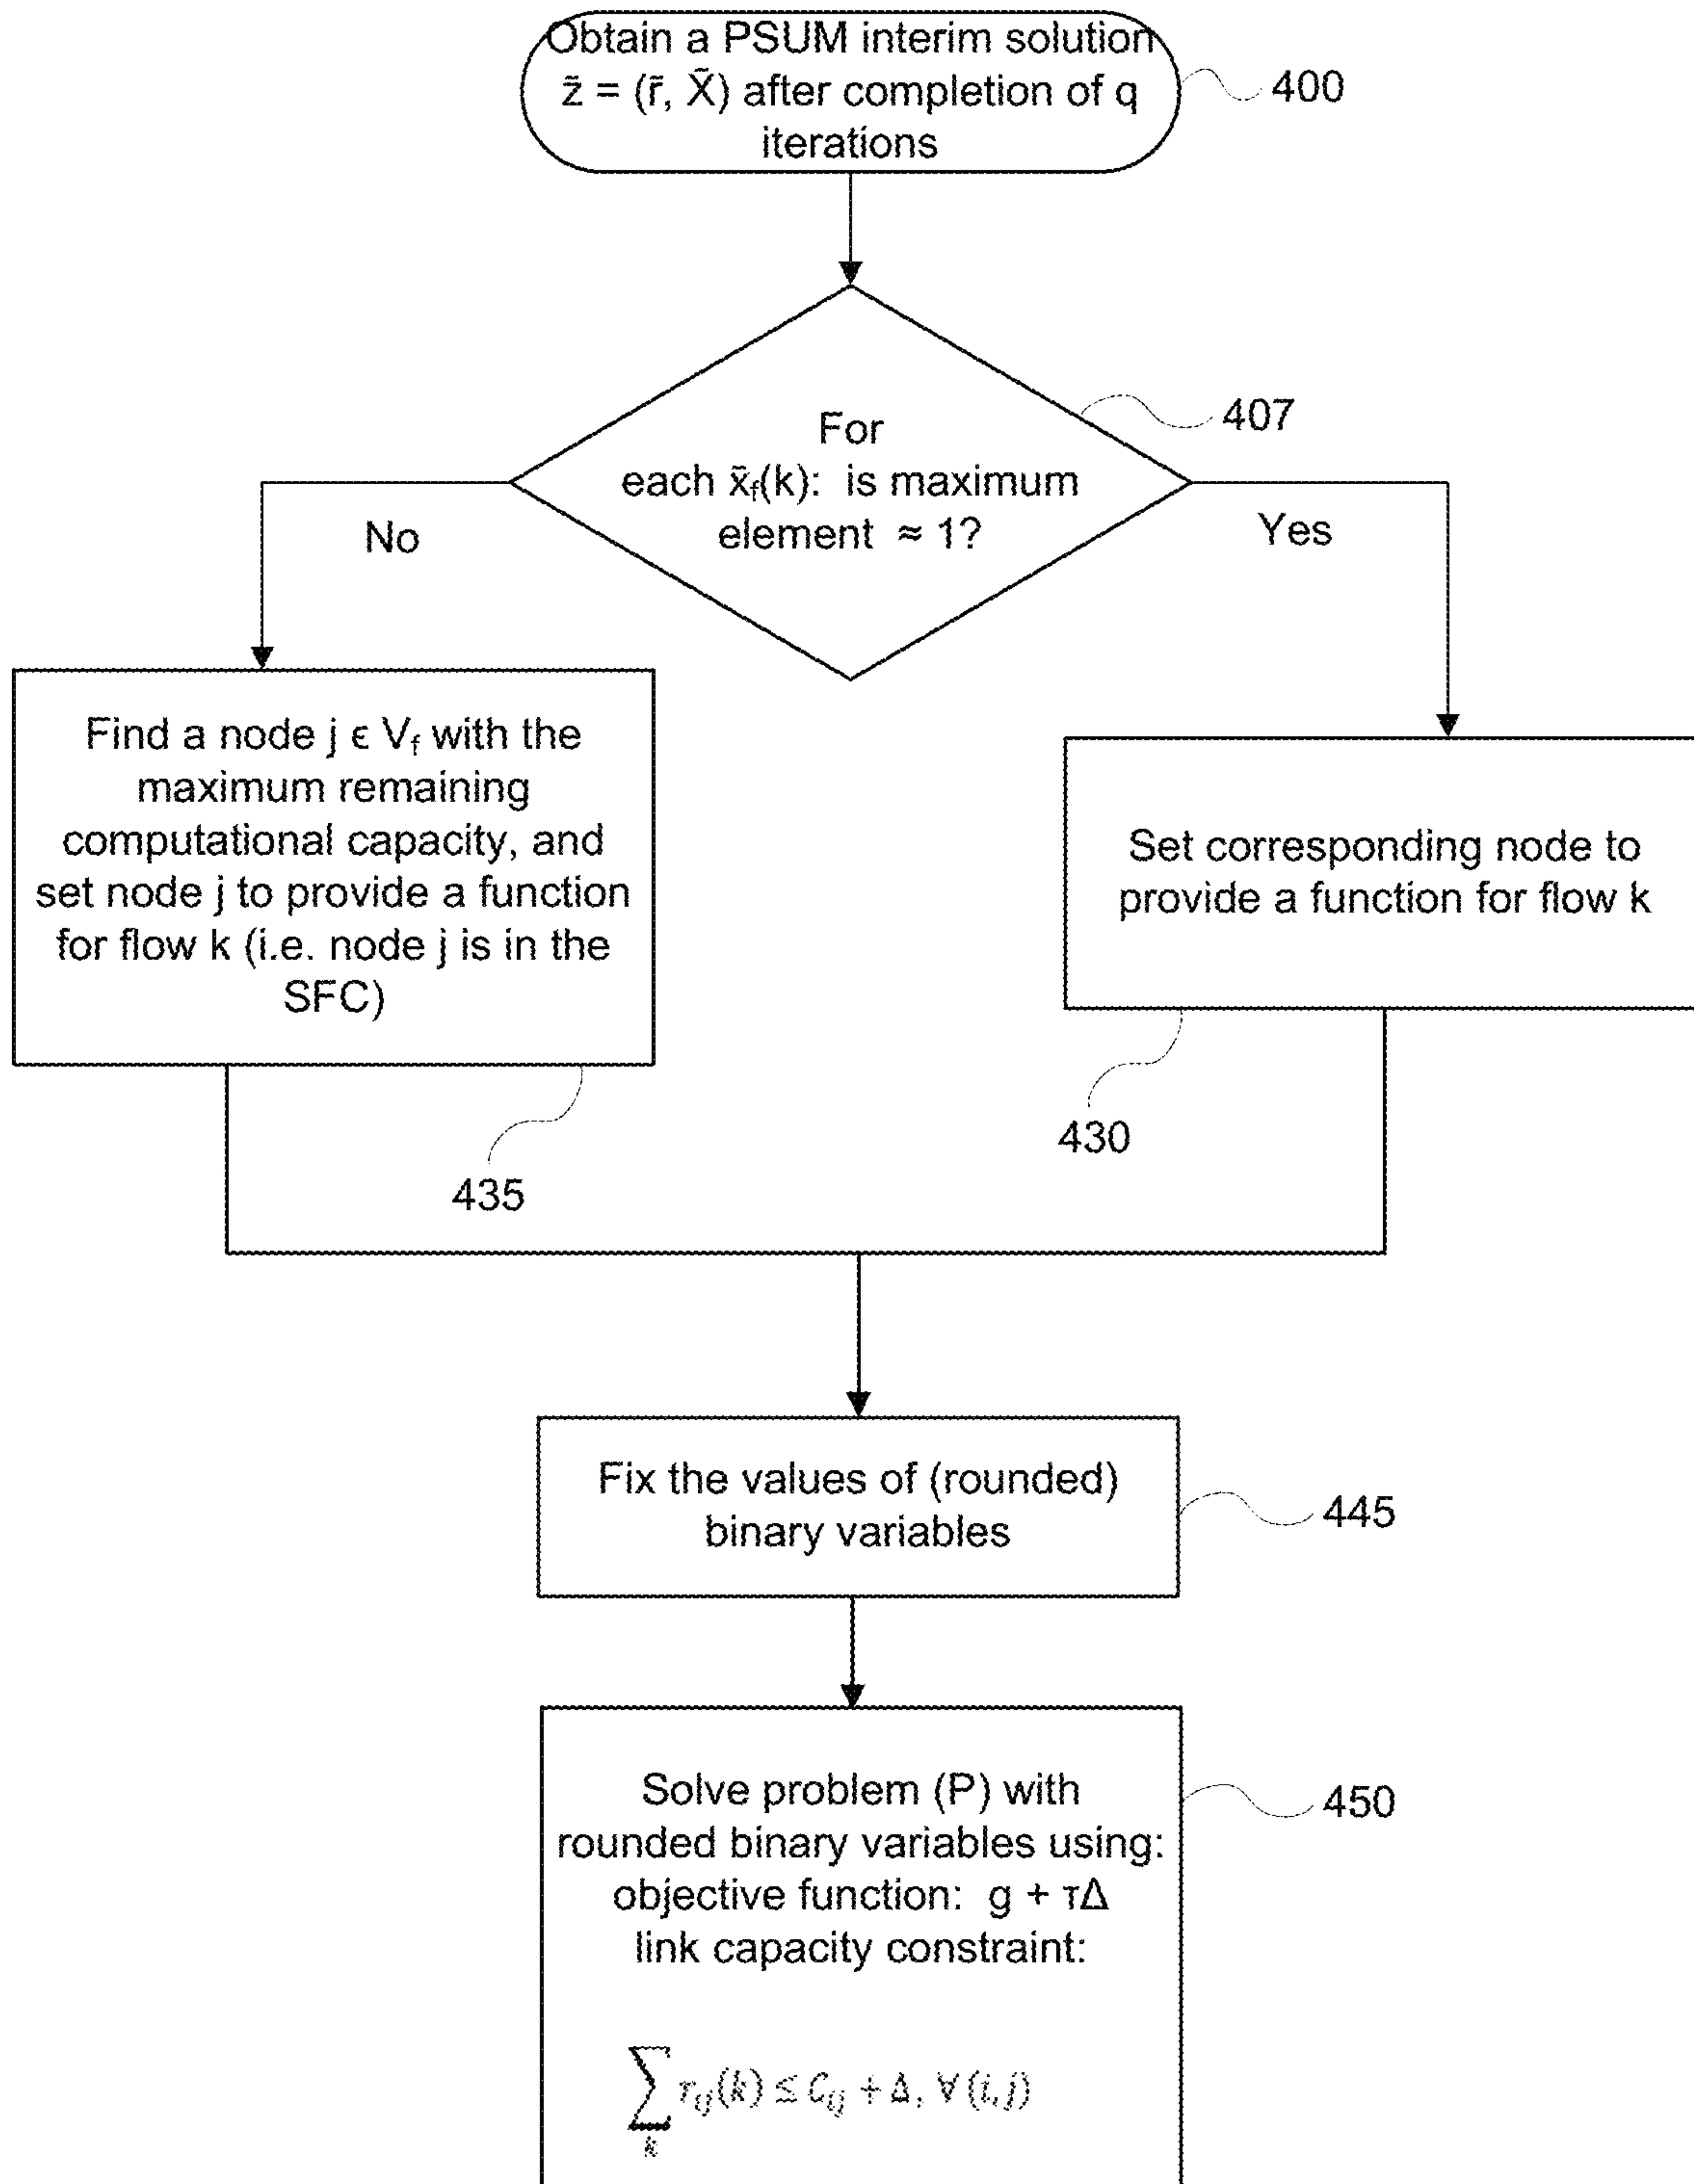 Obtain a PSUM interim solution
z̄ = (r̄, X̄) after completion of q
iterations
400
For
each x̄f(k): is maximum
element ≈ 1?
407
No
Yes
Find a node j ϵ Vf with the
maximum remaining
computational capacity, and
set node j to provide a function
for flow k (i.e. node j is in the
SFC)
435
Set corresponding node to
provide a function for flow k
430
Fix the values of (rounded)
binary variables
445
Solve problem (P) with
rounded binary variables using:
objective function: g + τΔ
link capacity constraint:
∑k rij(k) ≤ Cij + Δ, ∀ (i, j)
450